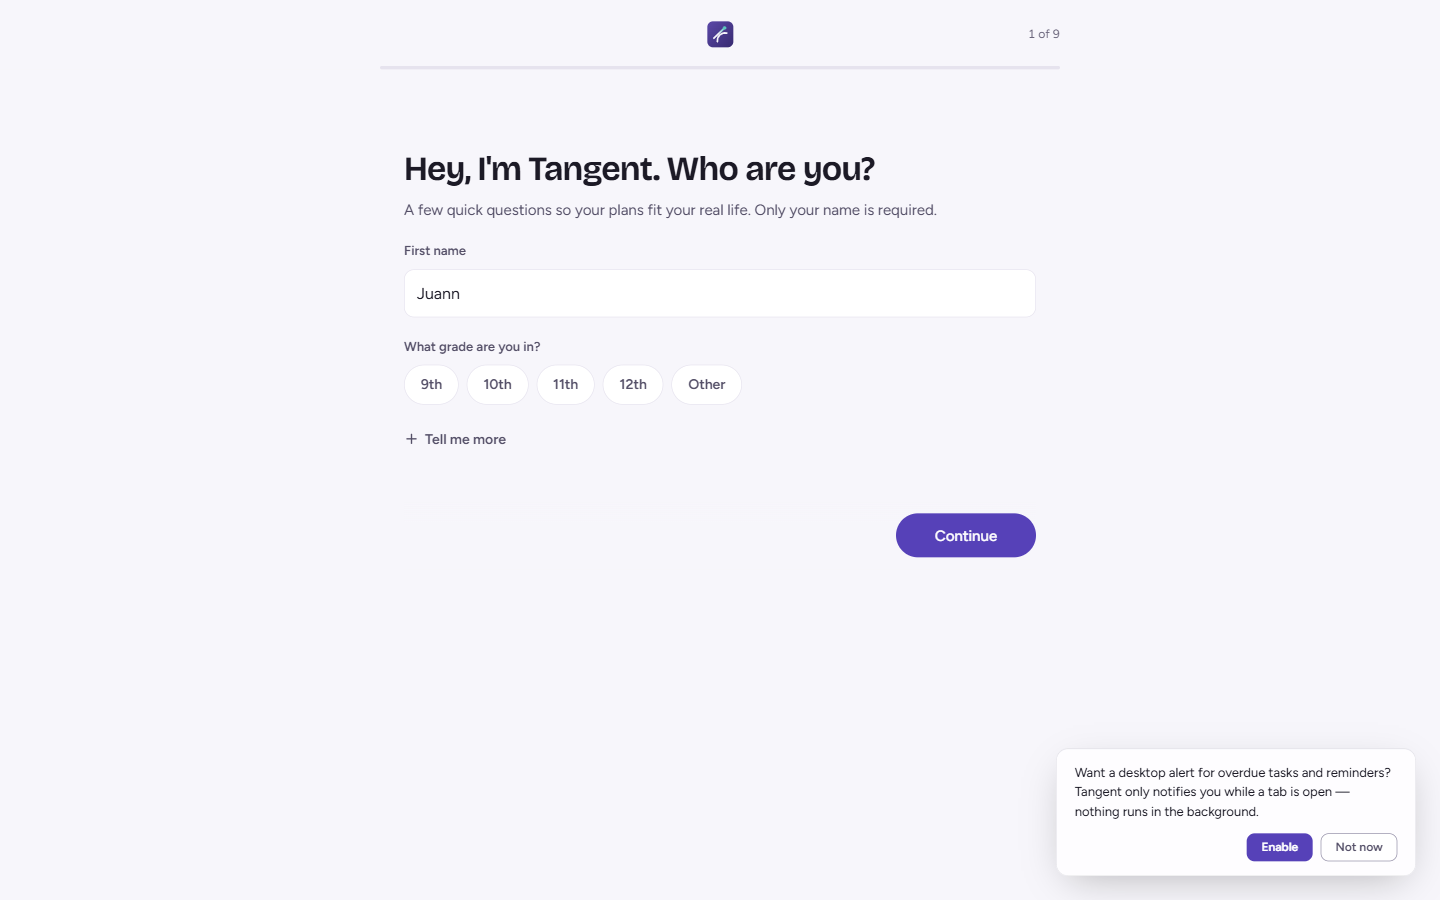 1 of 9
Hey, I'm Tangent. Who are you?
A few quick questions so your plans fit your real life. Only your name is required.
First name
Juann
What grade are you in?
9th
10th
11th
12th
Other
+ Tell me more
Continue
Want a desktop alert for overdue tasks and reminders?
Tangent only notifies you while a tab is open —
nothing runs in the background.
Enable
Not now